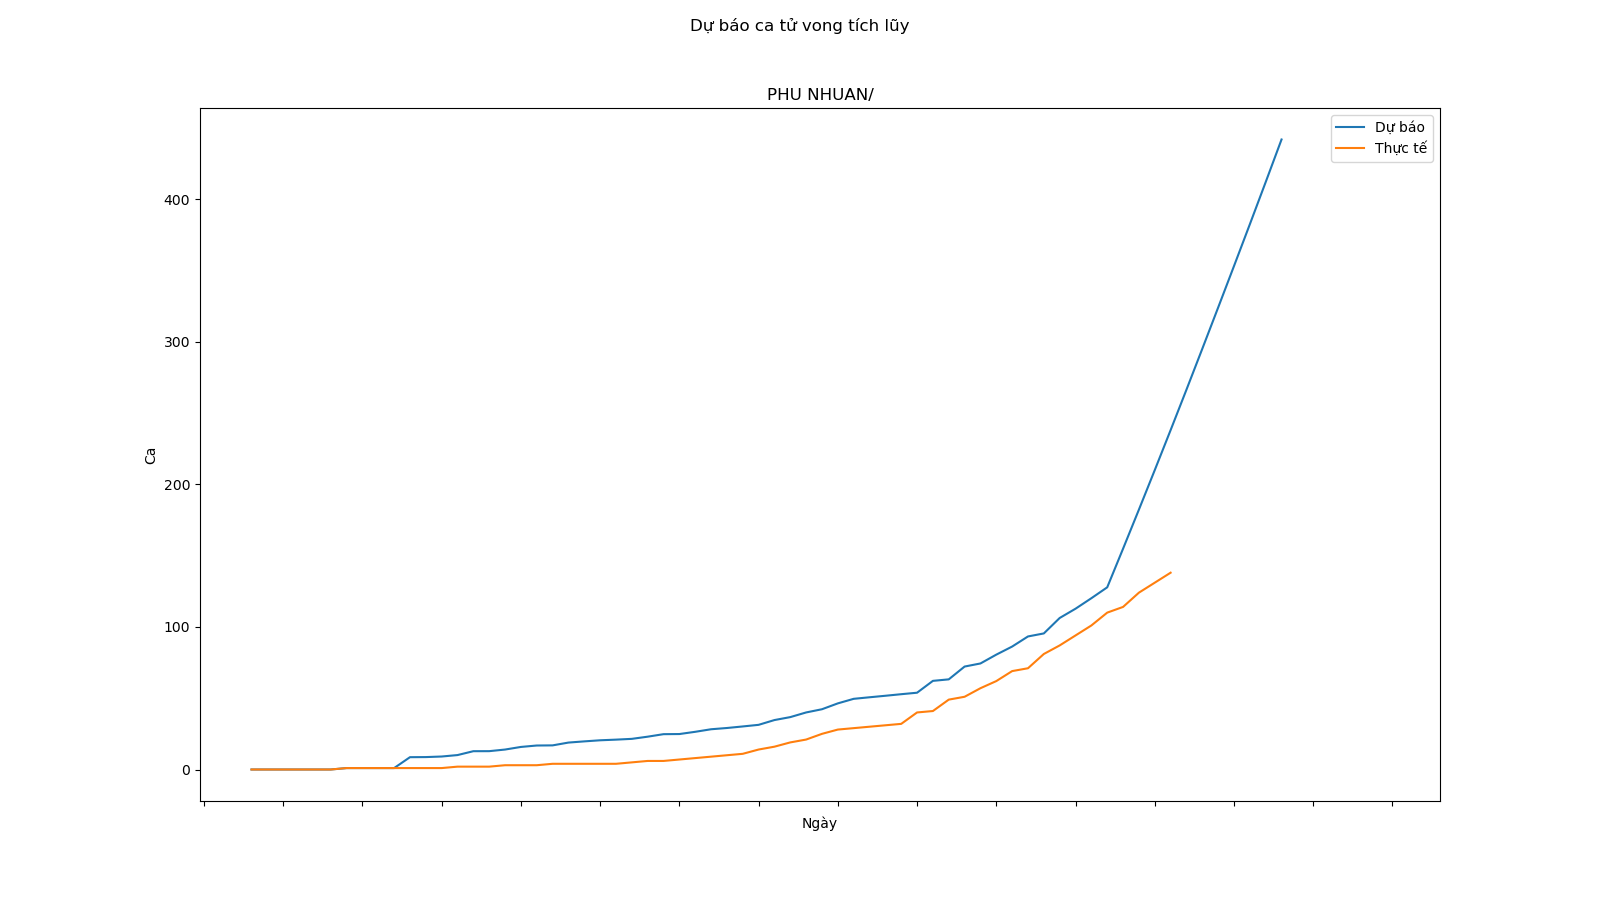 Dự báo ca tử vong tích lũy
PHU NHUAN/
Dự báo
Thực tế
400
300
200
100
0
Ca
Ngày